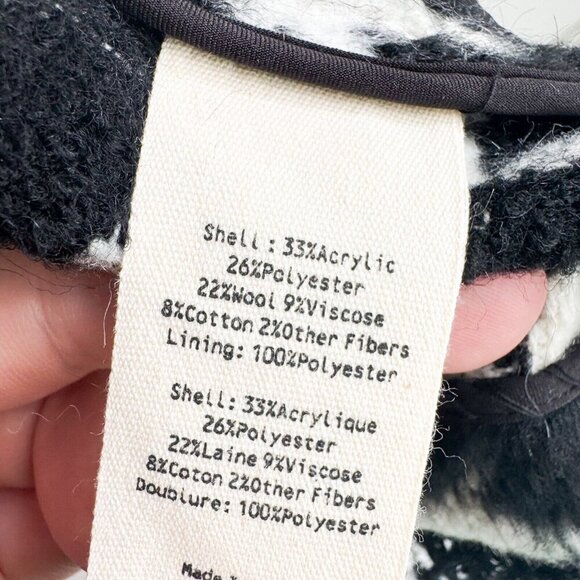 Shell : 33%Acrylic
26%Polyester
22%Wool 9%Viscose
8%Cotton 2%Other Fibers
Lining: 100%Polyester
Shell: 33%Acrylique
26%Polyester
22%Laine 9%Viscose
8%Coton 2%Other Fibers
Doublure: 100%Polyester
Made